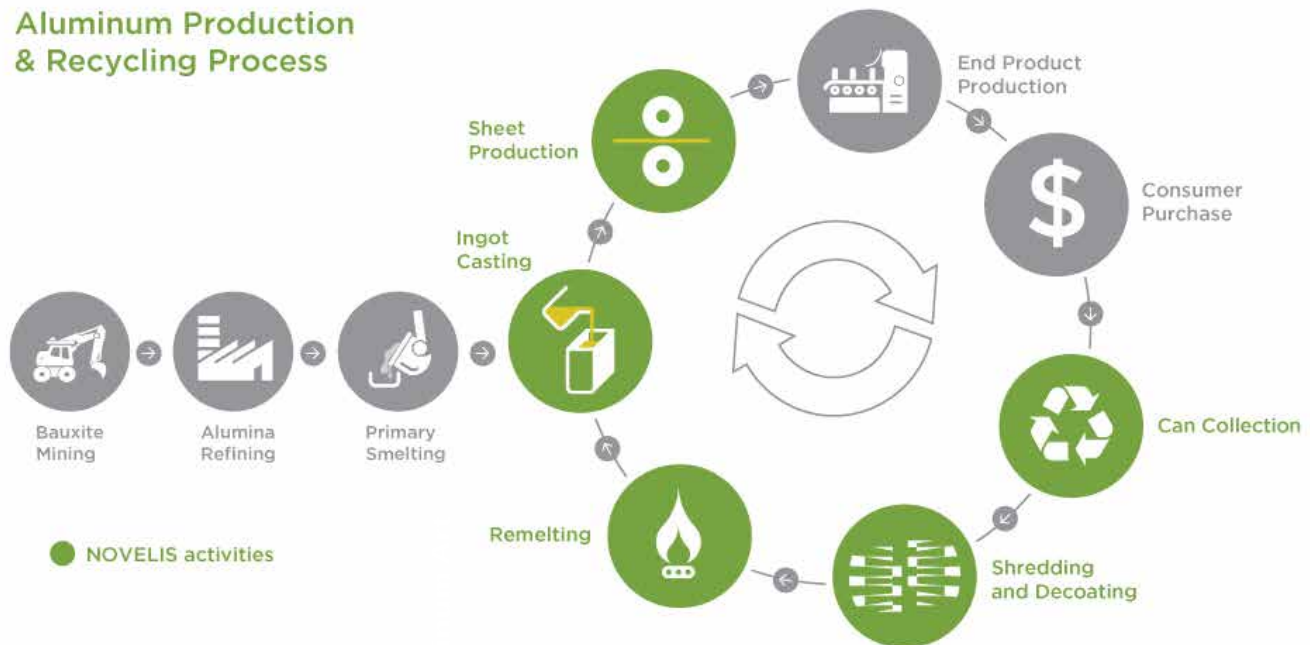 Aluminum Production
& Recycling Process
End Product
Production
Sheet
Production
$
Consumer
Purchase
Ingot
Casting
Bauxite
Mining
Alumina
Refining
Primary
Smelting
Can Collection
Remelting
Shredding
and Decoating
NOVELIS activities